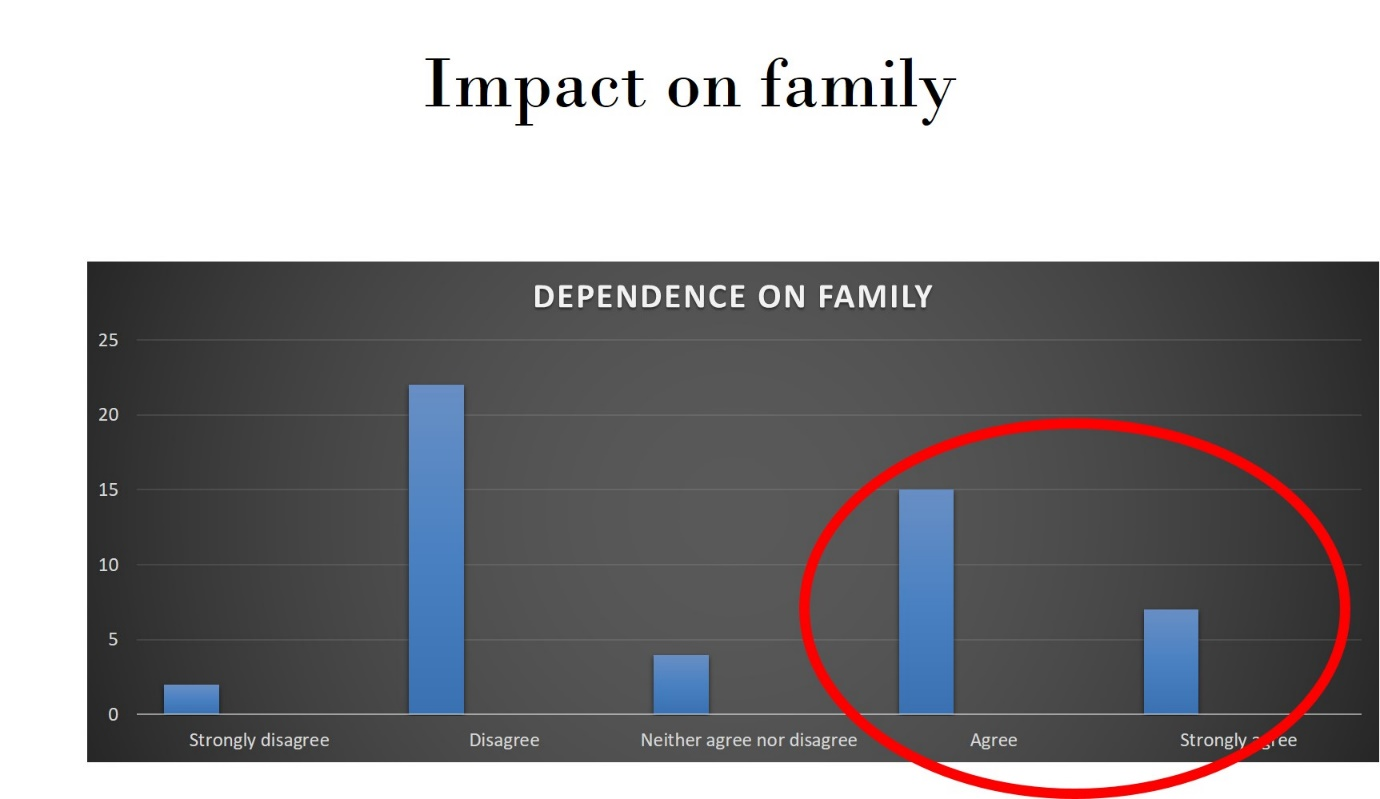 Impact on family
DEPENDENCE ON FAMILY
25
20
15
10
5
0
Strongly disagree
Disagree
Neither agree nor disagree
Agree
Strongly agree